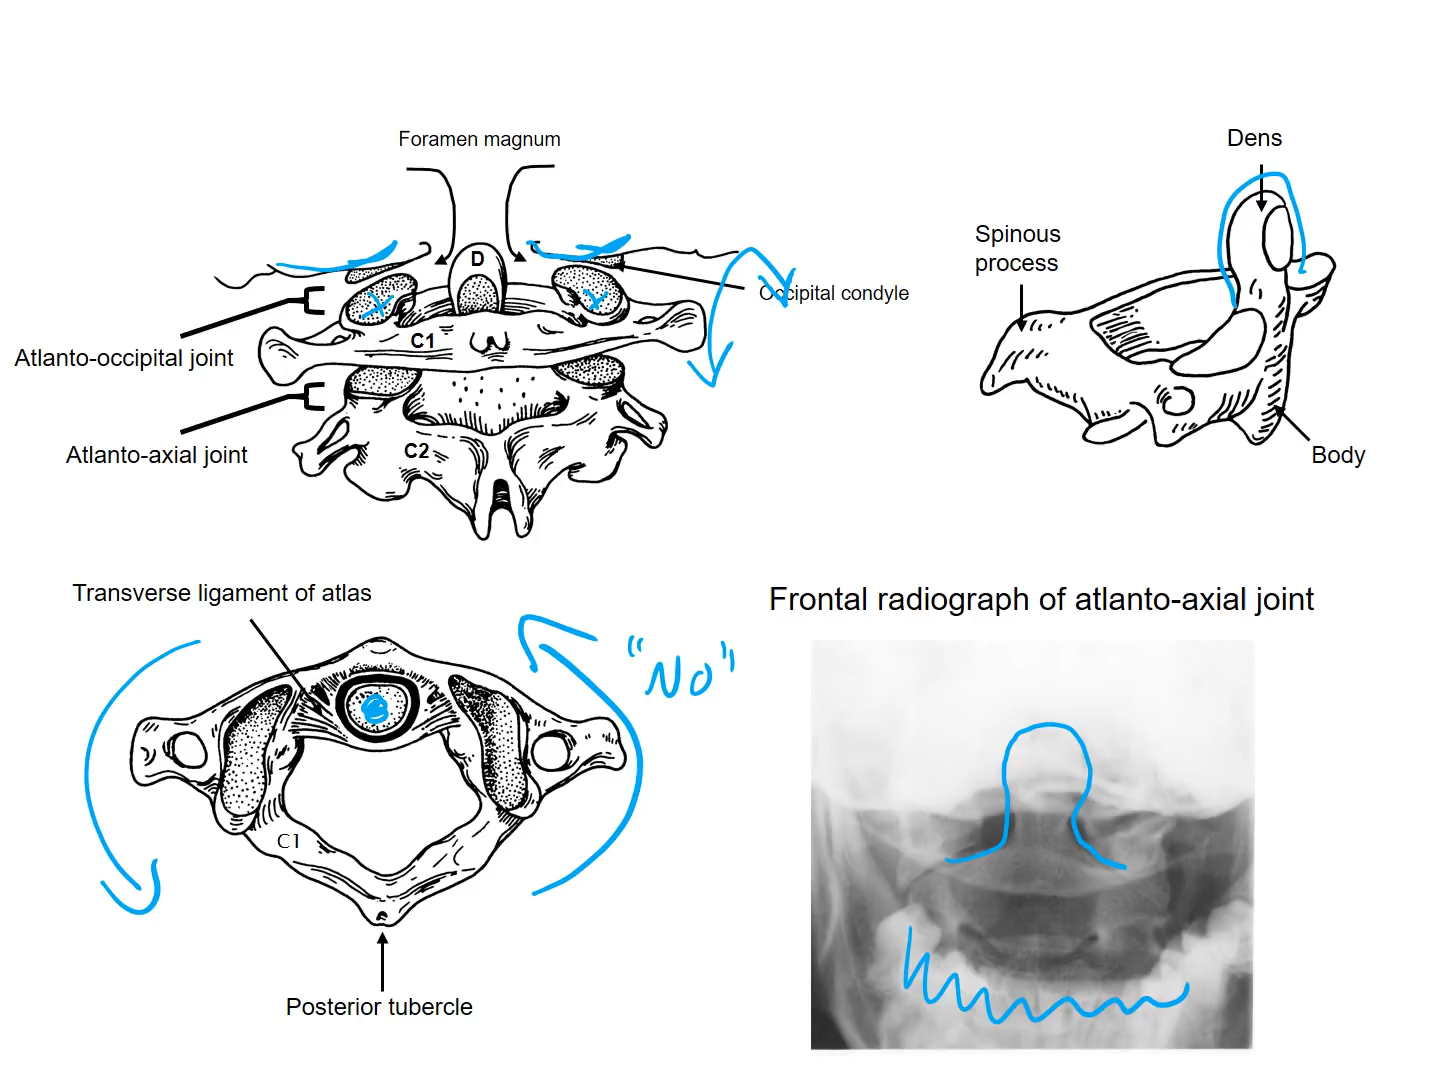 Foramen magnum
Dens
Spinous
process
D
Occipital condyle
C1
Atlanto-occipital joint
Atlanto-axial joint
C2
Body
Transverse ligament of atlas
Frontal radiograph of atlanto-axial joint
"NO"
C1
Posterior tubercle